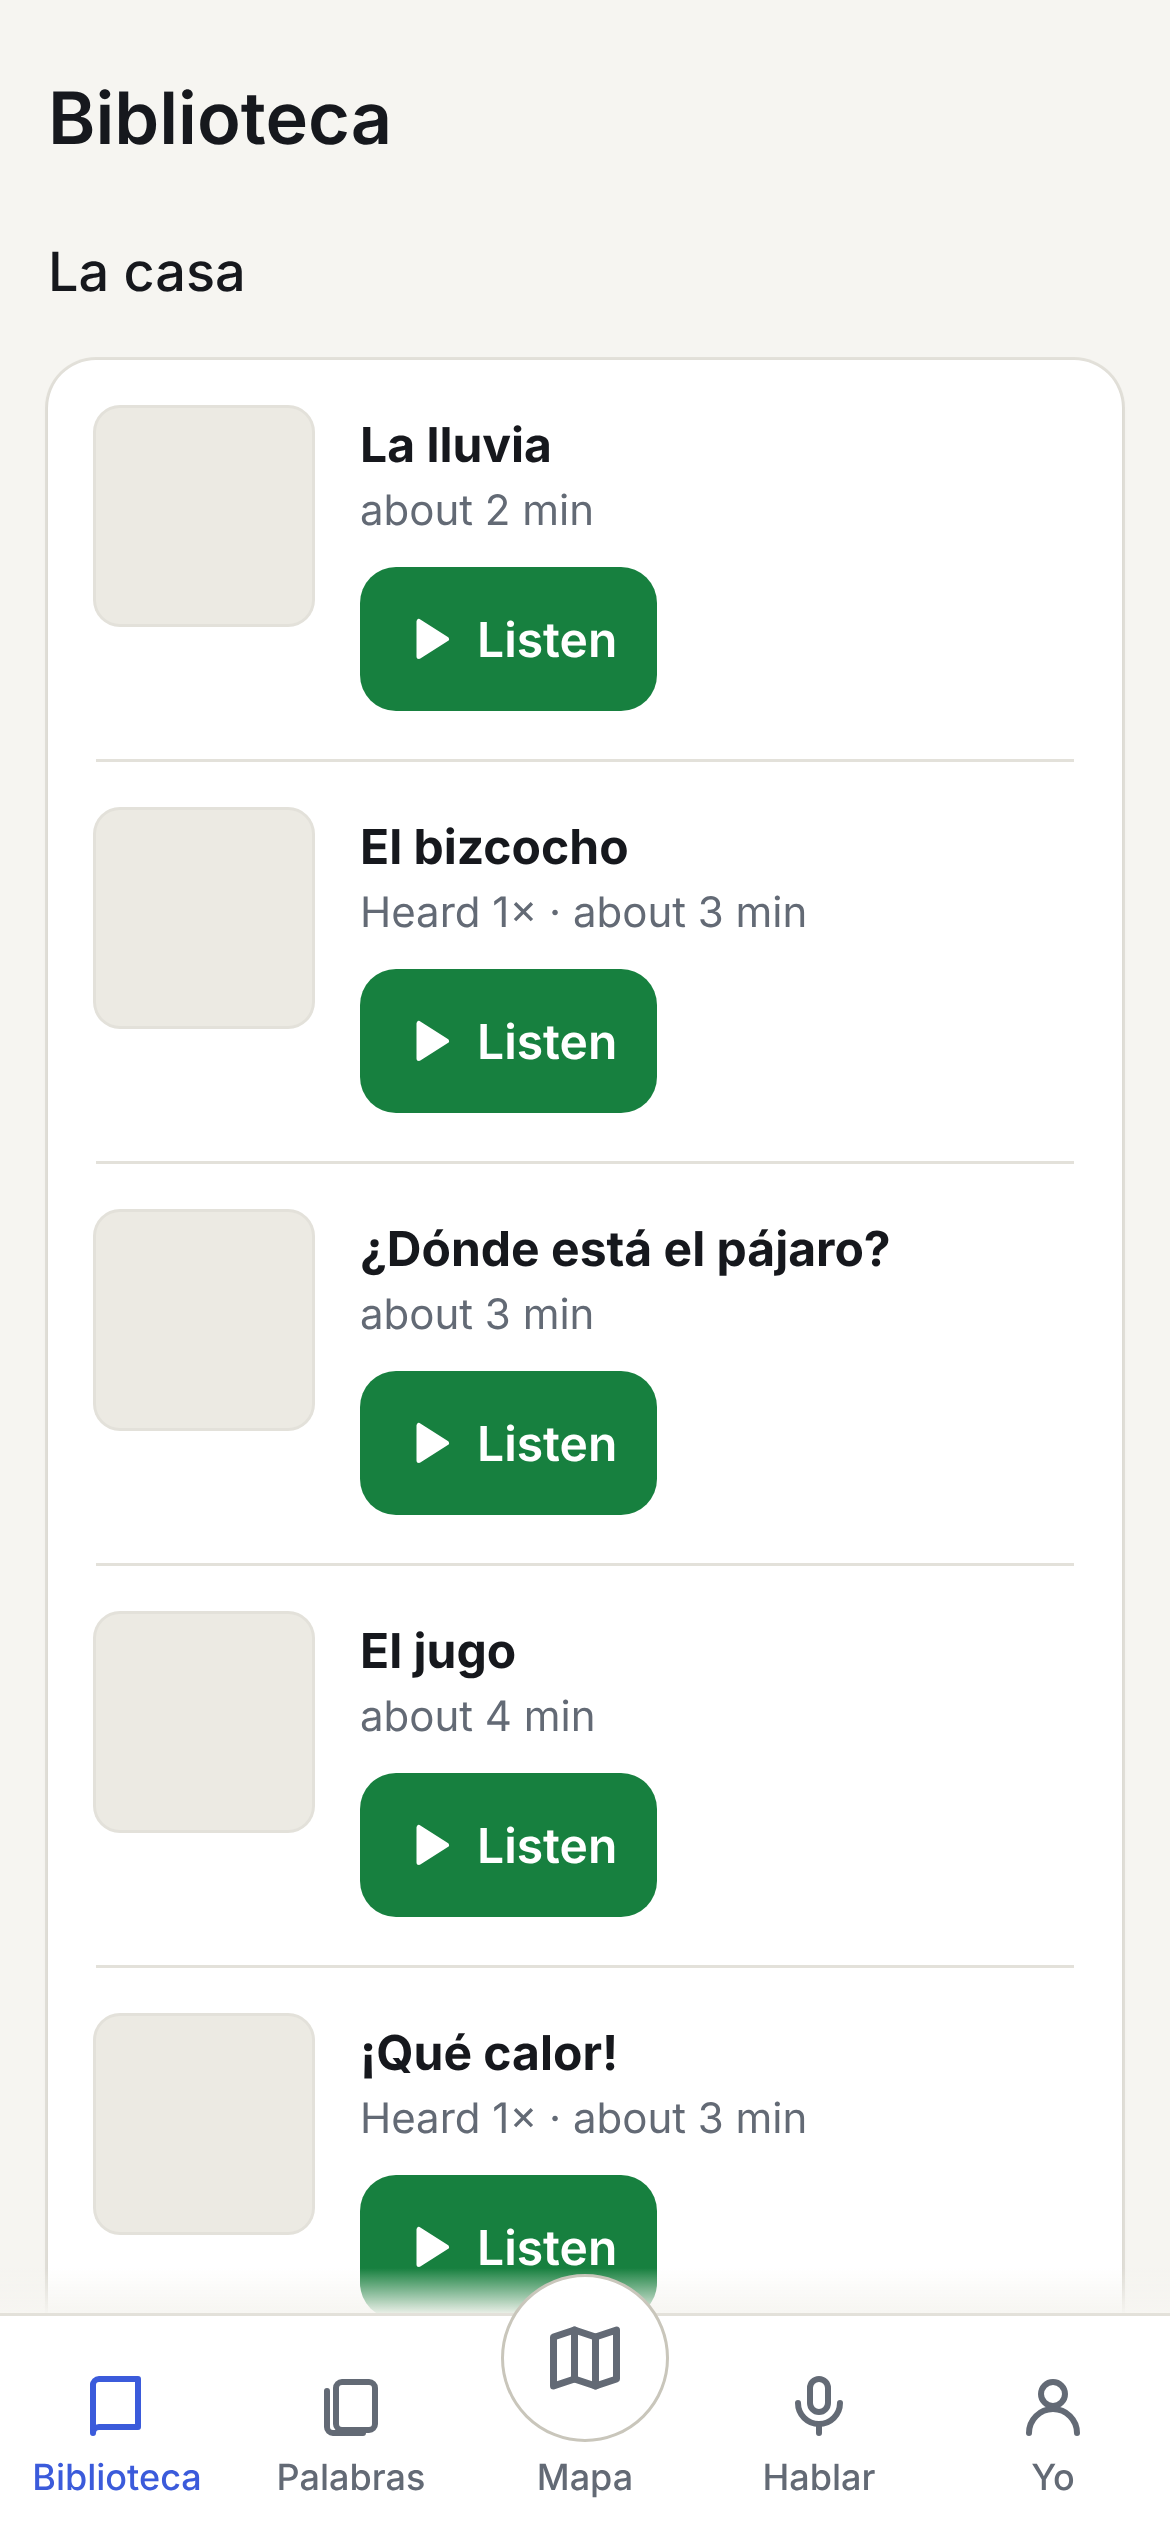 Biblioteca
La casa
La lluvia
about 2 min
Listen
El bizcocho
Heard 1× · about 3 min
Listen
¿Dónde está el pájaro?
about 3 min
Listen
El jugo
about 4 min
Listen
¡Qué calor!
Heard 1× · about 3 min
Listen
Biblioteca
Palabras
Mapa
Hablar
Yo